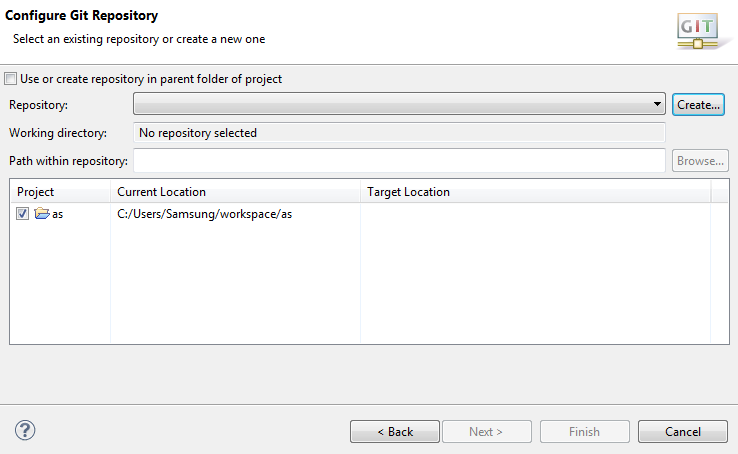 Configure Git Repository
Select an existing repository or create a new one
GIT
Use or create repository in parent folder of project
Repository: Create...
Working directory: No repository selected
Path within repository: Browse...
Project Current Location Target Location
as C:/Users/Samsung/workspace/as
? < Back Next > Finish Cancel